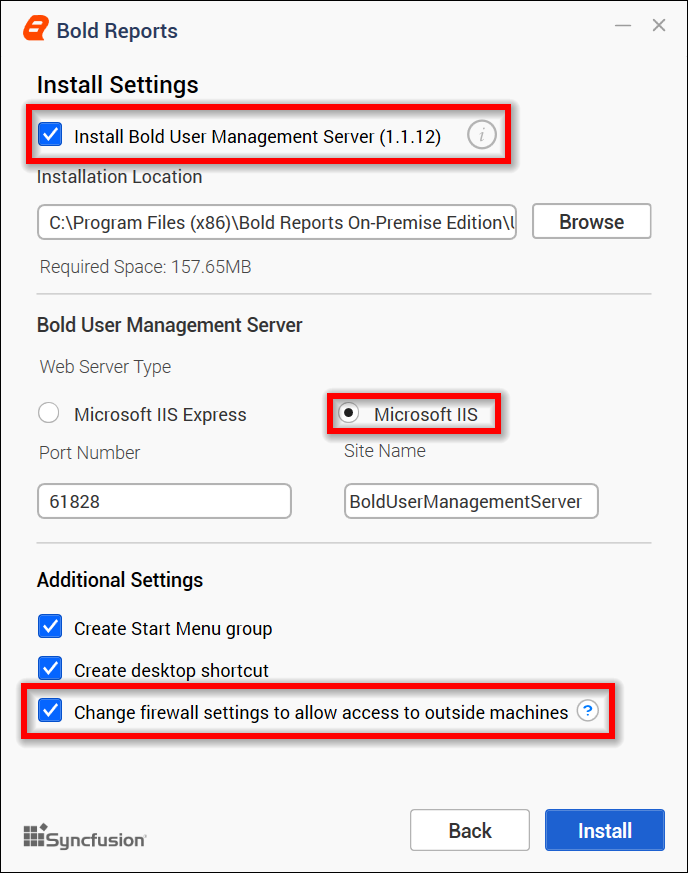 Bold Reports
Install Settings
Install Bold User Management Server (1.1.12) i
Installation Location
C:\Program Files (x86)\Bold Reports On-Premise Edition\U
Browse
Required Space: 157.65MB
Bold User Management Server
Web Server Type
Microsoft IIS Express
Microsoft IIS
Port Number
Site Name
61828
BoldUserManagementServer
Additional Settings
Create Start Menu group
Create desktop shortcut
Change firewall settings to allow access to outside machines ?
Syncfusion
Back
Install